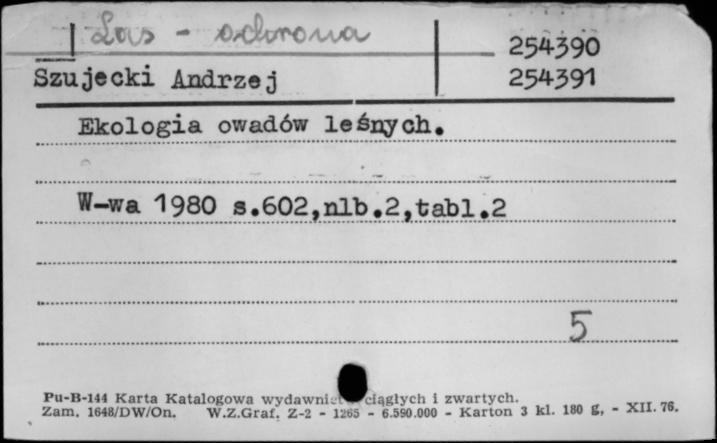 Las - ochrona
254390
Szujecki Andrzej 254391
Ekologia owadów leśnych.
W-wa 1980 s.602,nlb.2,tabl.2
5
Pu-B-144 Karta Katalogowa wydawnict ciągłych i zwartych.
Zam. 1648/DW/On. W.Z.Graf. Z-2 - 1265 - 6.590.000 - Karton 3 kl. 180 g, - XII. 76.